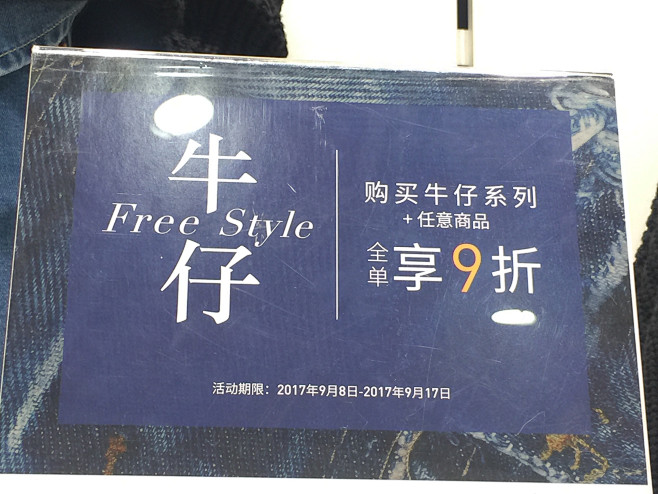 牛仔
Free Style
购买牛仔系列
+任意商品
全单享9折
活动期限：2017年9月8日-2017年9月17日